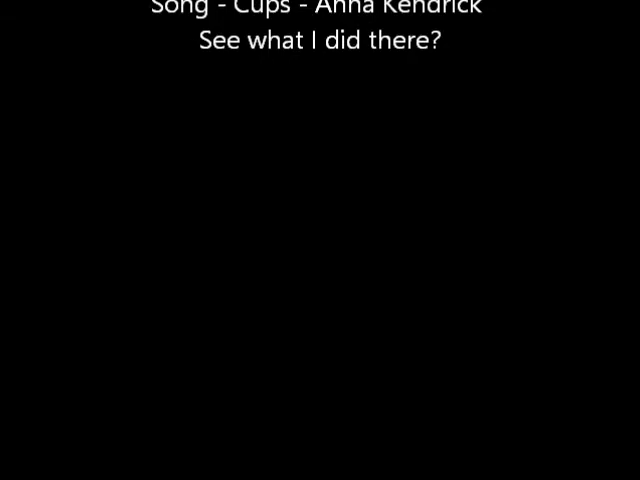 Song - Cups - Anna Kendrick
See what I did there?